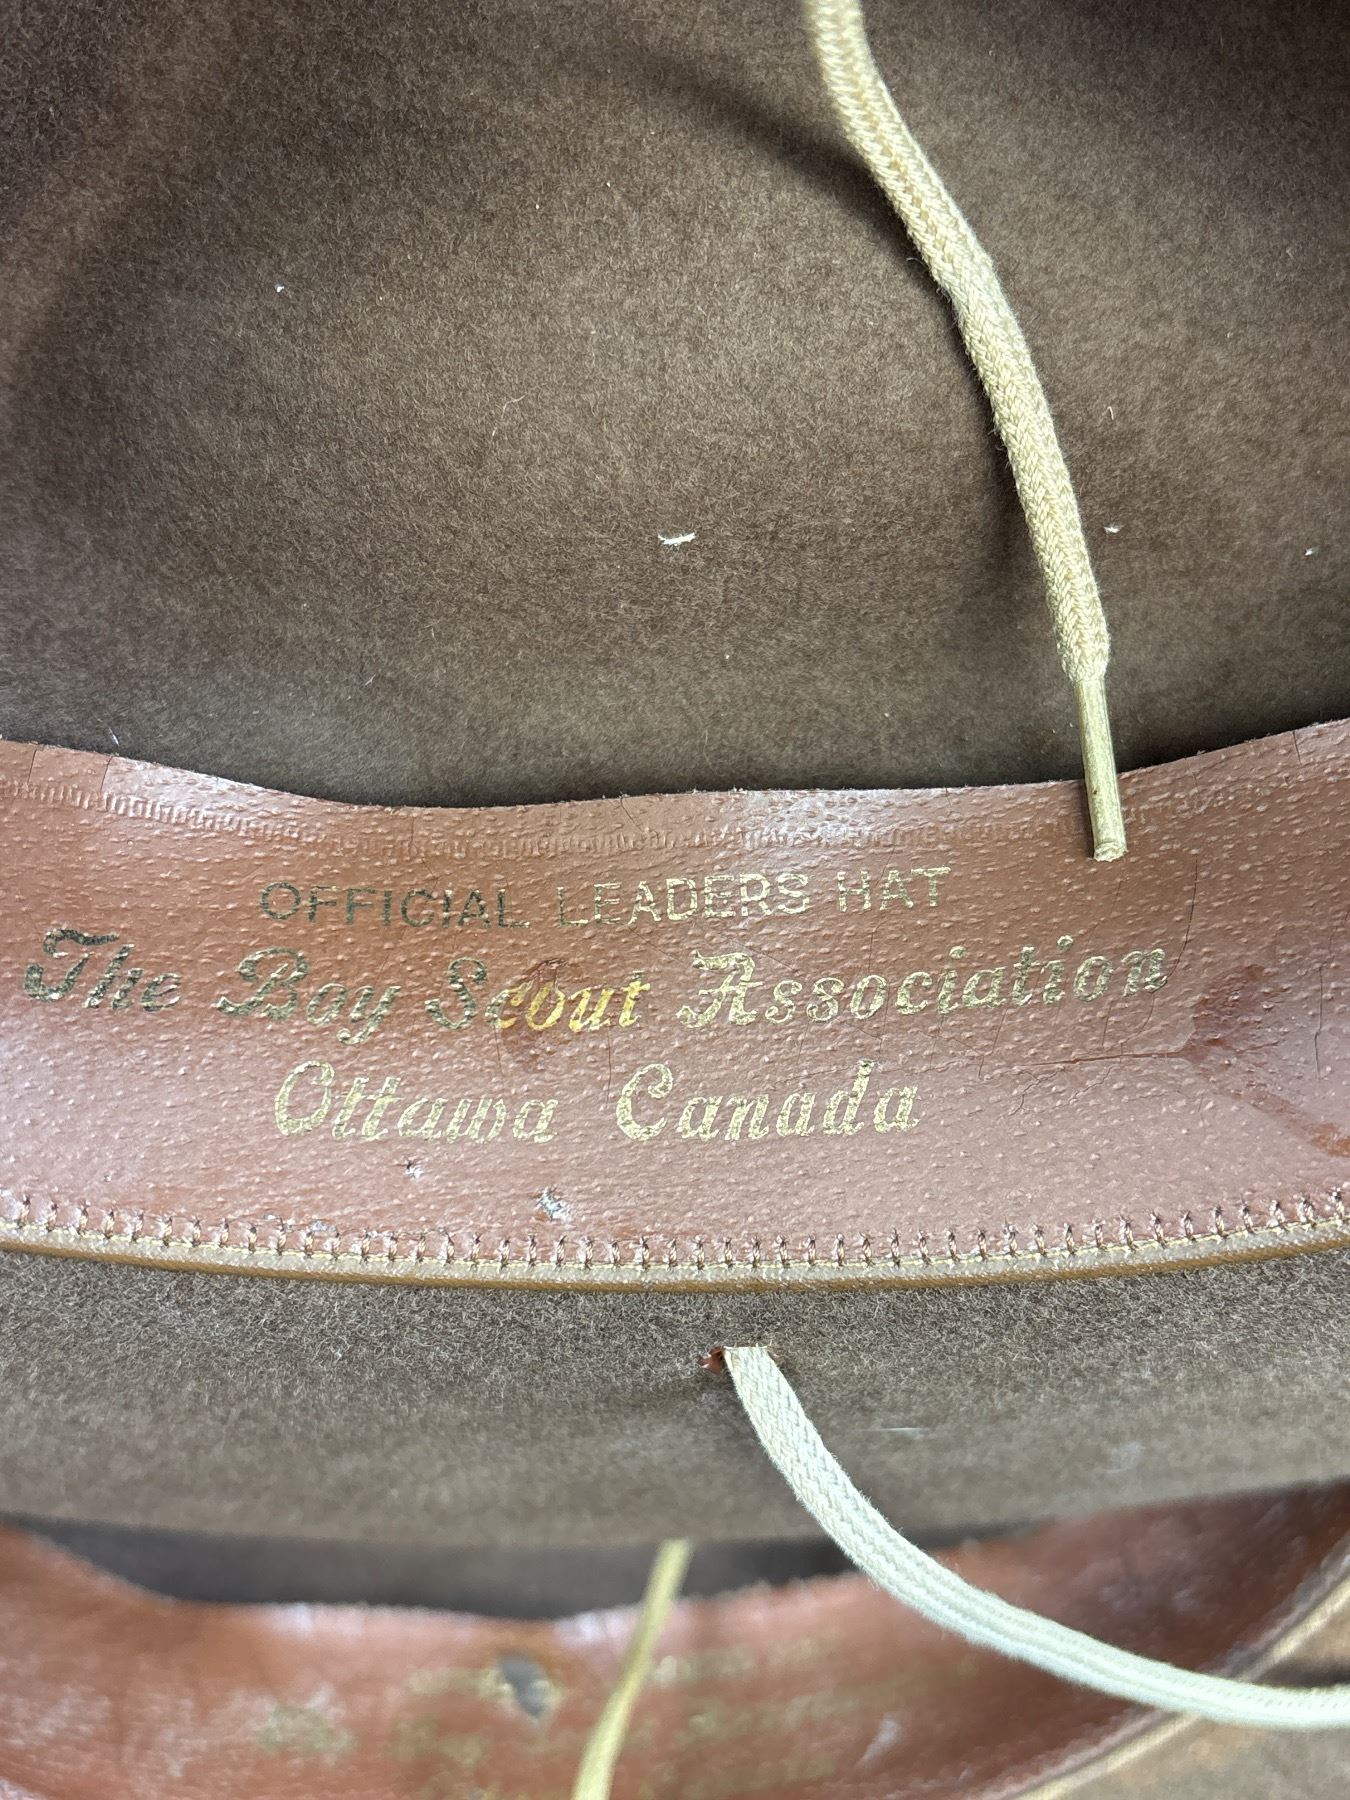 OFFICIAL LEADERS HAT
The Boy Scout Association
Ottawa Canada